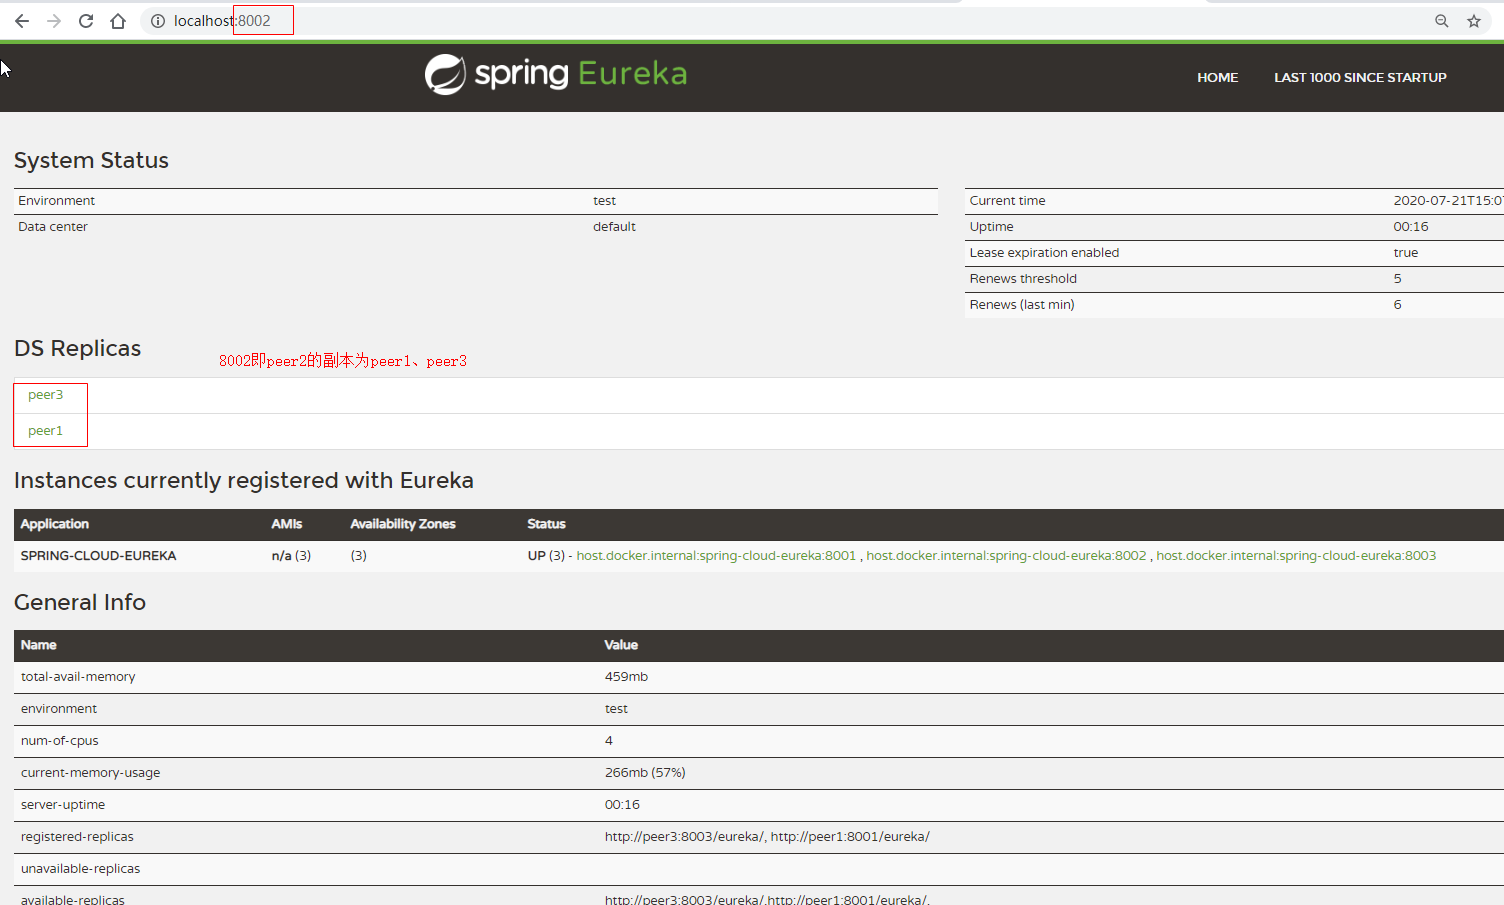 localhost:8002
spring Eureka
HOME LAST 1000 SINCE STARTUP
System Status
Environment test
Data center default
Current time 2020-07-21T15:0
Uptime 00:16
Lease expiration enabled true
Renews threshold 5
Renews (last min) 6
DS Replicas
8002即peer2的副本为peer1、peer3
peer3
peer1
Instances currently registered with Eureka
Application AMIs Availability Zones Status
SPRING-CLOUD-EUREKA n/a (3) (3) UP (3) - host.docker.internal:spring-cloud-eureka:8001 , host.docker.internal:spring-cloud-eureka:8002 , host.docker.internal:spring-cloud-eureka:8003
General Info
Name Value
total-avail-memory 459mb
environment test
num-of-cpus 4
current-memory-usage 266mb (57%)
server-uptime 00:16
registered-replicas http://peer3:8003/eureka/, http://peer1:8001/eureka/
unavailable-replicas
available-replicas http://peer3:8003/eureka/,http://peer1:8001/eureka/,